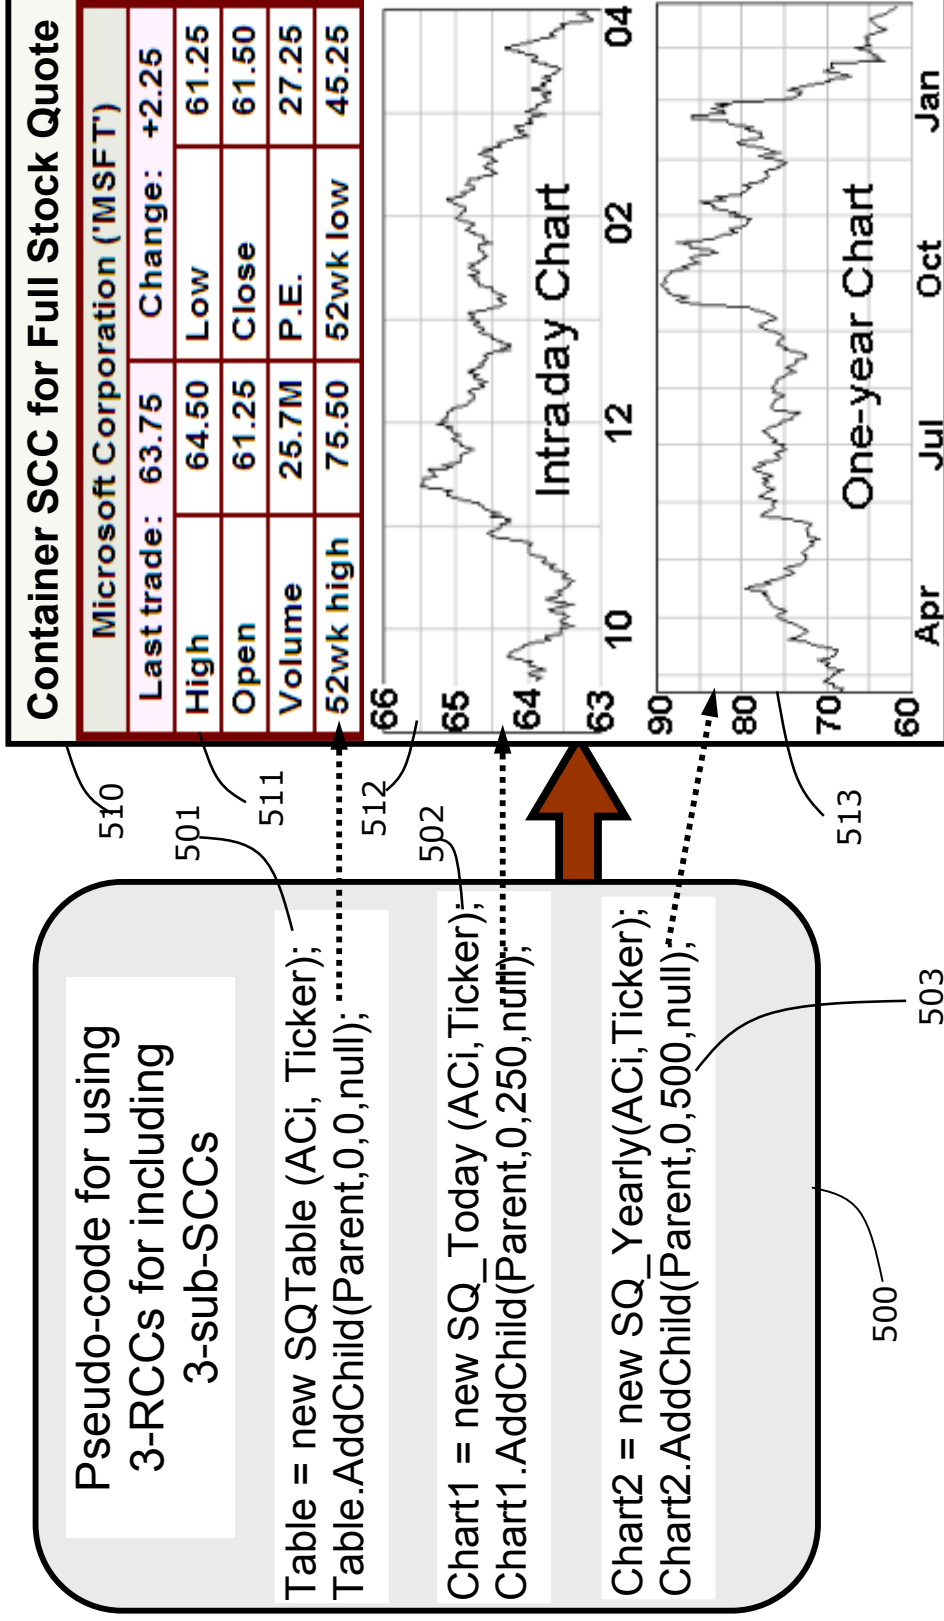 Pseudo-code for using
3-RCCs for including
3-sub-SCCs
Table = new SQTable (ACi, Ticker);
Table.AddChild(Parent,0,0,null);
Chart1 = new SQ_Today (ACi,Ticker);
Chart1.AddChild(Parent,0,250,null),
Chart2 = new SQ_Yearly(ACi,Ticker);
Chart2.AddChild(Parent,0,500,null),
500
501
502
503
510
511
512
513
Container SCC for Full Stock Quote
Microsoft Corporation ('MSFT')
Last trade: 63.75 Change: +2.25
High 64.50 Low 61.25
Open 61.25 Close 61.50
Volume 25.7M P.E. 27.25
52wk high 75.50 52wk low 45.25
66
65
64
63
Intraday Chart
10 12 02 04
90
80
70
60
One-year Chart
Apr Jul Oct Jan